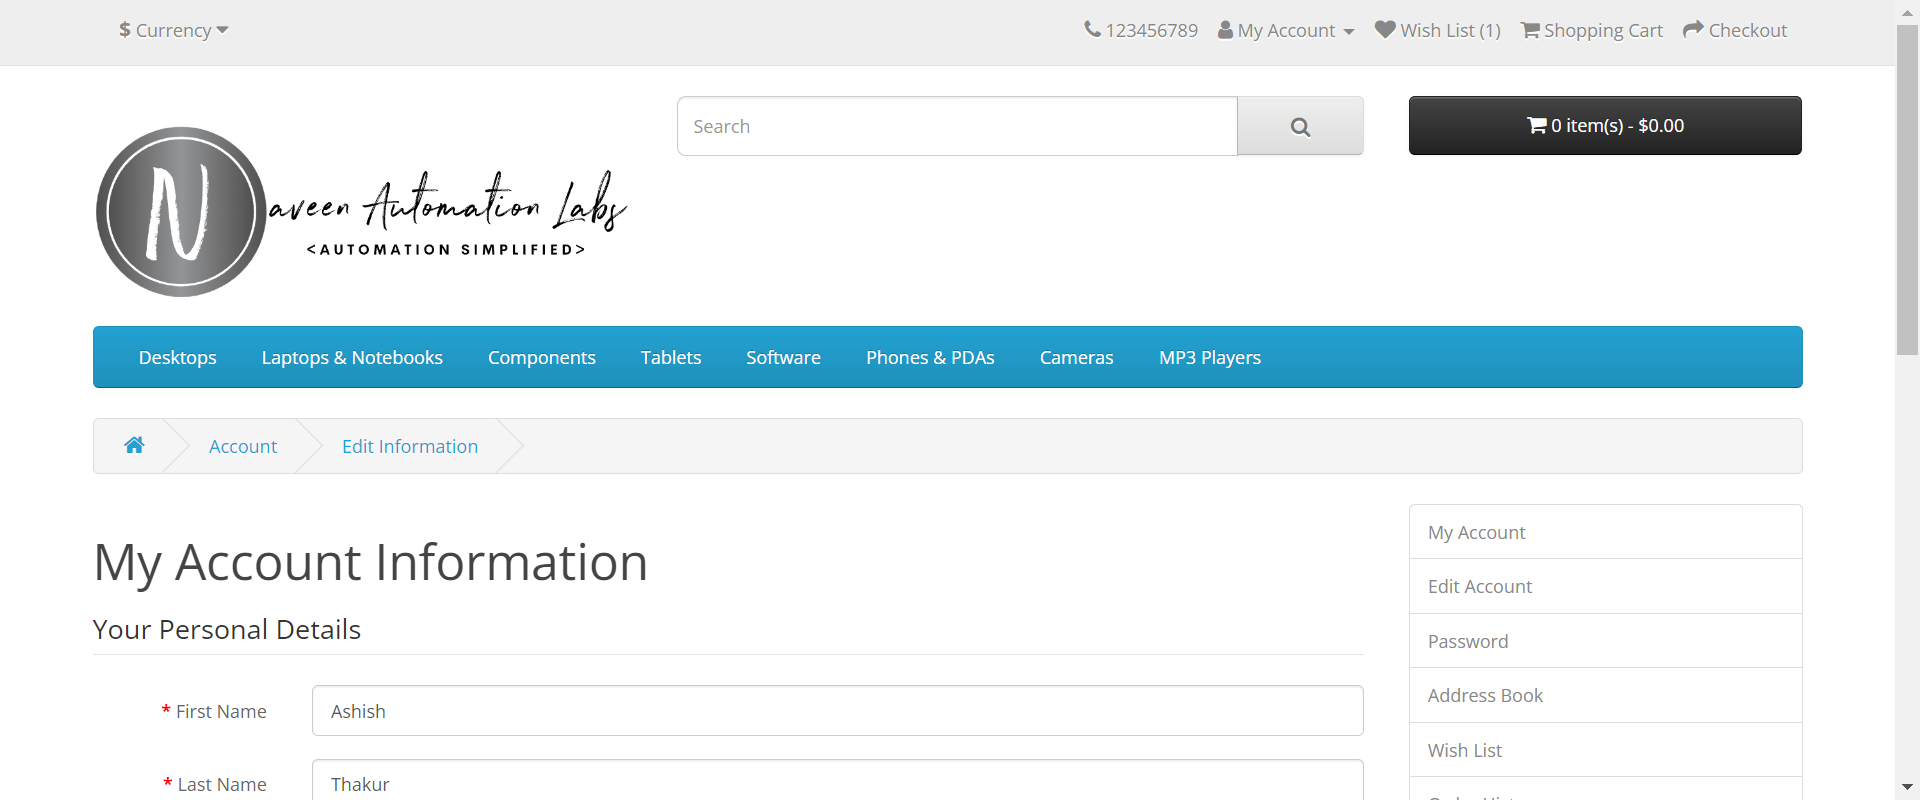 $ Currency
123456789 My Account Wish List (1) Shopping Cart Checkout
Search
0 item(s) - $0.00
N aveen Automation Labs
<AUTOMATION SIMPLIFIED>
Desktops Laptops & Notebooks Components Tablets Software Phones & PDAs Cameras MP3 Players
Account Edit Information
My Account Information
Your Personal Details
* First Name Ashish
* Last Name Thakur
My Account
Edit Account
Password
Address Book
Wish List